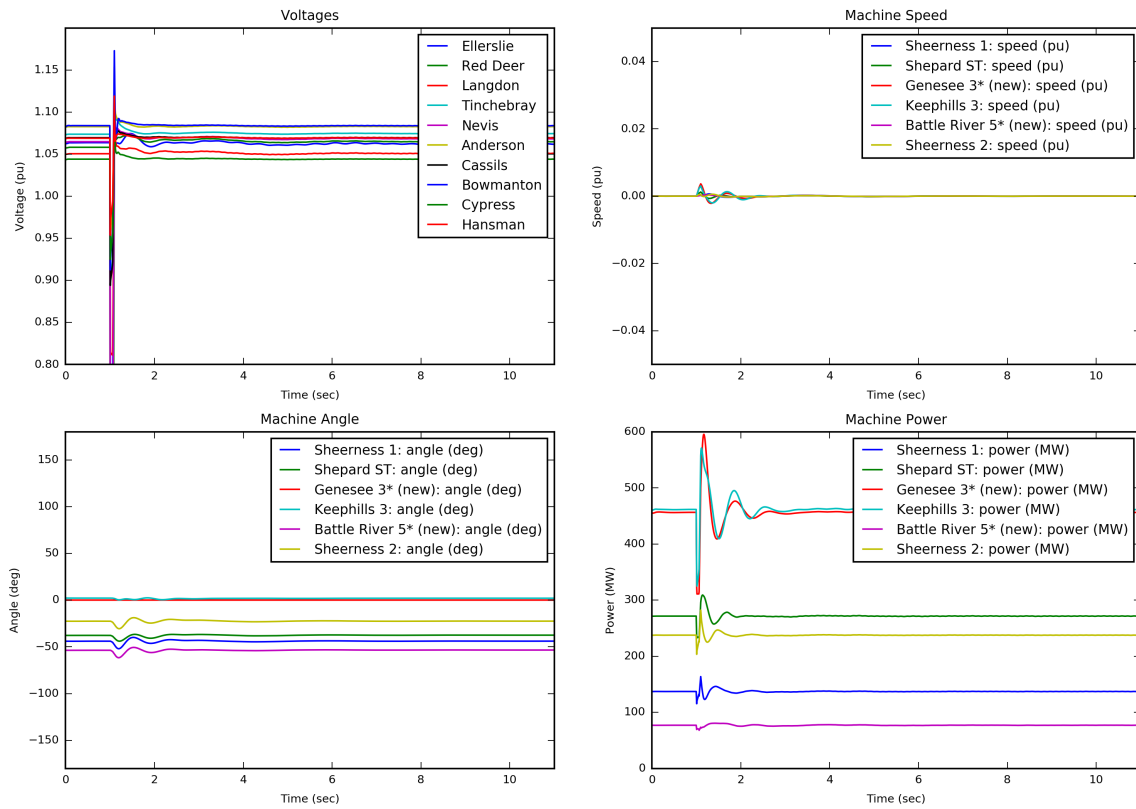 Voltages
1.15
1.10
1.05
1.00
0.95
0.90
0.85
0.80
Voltage (pu)
0 2 4 6 8 10
Time (sec)
Ellerslie
Red Deer
Langdon
Tinchebray
Nevis
Anderson
Cassils
Bowmanton
Cypress
Hansman
Machine Speed
0.04
0.02
0.00
−0.02
−0.04
Speed (pu)
0 2 4 6 8 10
Time (sec)
Sheerness 1: speed (pu)
Shepard ST: speed (pu)
Genesee 3* (new): speed (pu)
Keephills 3: speed (pu)
Battle River 5* (new): speed (pu)
Sheerness 2: speed (pu)
Machine Angle
150
100
50
0
−50
−100
−150
Angle (deg)
0 2 4 6 8 10
Time (sec)
Sheerness 1: angle (deg)
Shepard ST: angle (deg)
Genesee 3* (new): angle (deg)
Keephills 3: angle (deg)
Battle River 5* (new): angle (deg)
Sheerness 2: angle (deg)
Machine Power
600
500
400
300
200
100
0
Power (MW)
0 2 4 6 8 10
Time (sec)
Sheerness 1: power (MW)
Shepard ST: power (MW)
Genesee 3* (new): power (MW)
Keephills 3: power (MW)
Battle River 5* (new): power (MW)
Sheerness 2: power (MW)